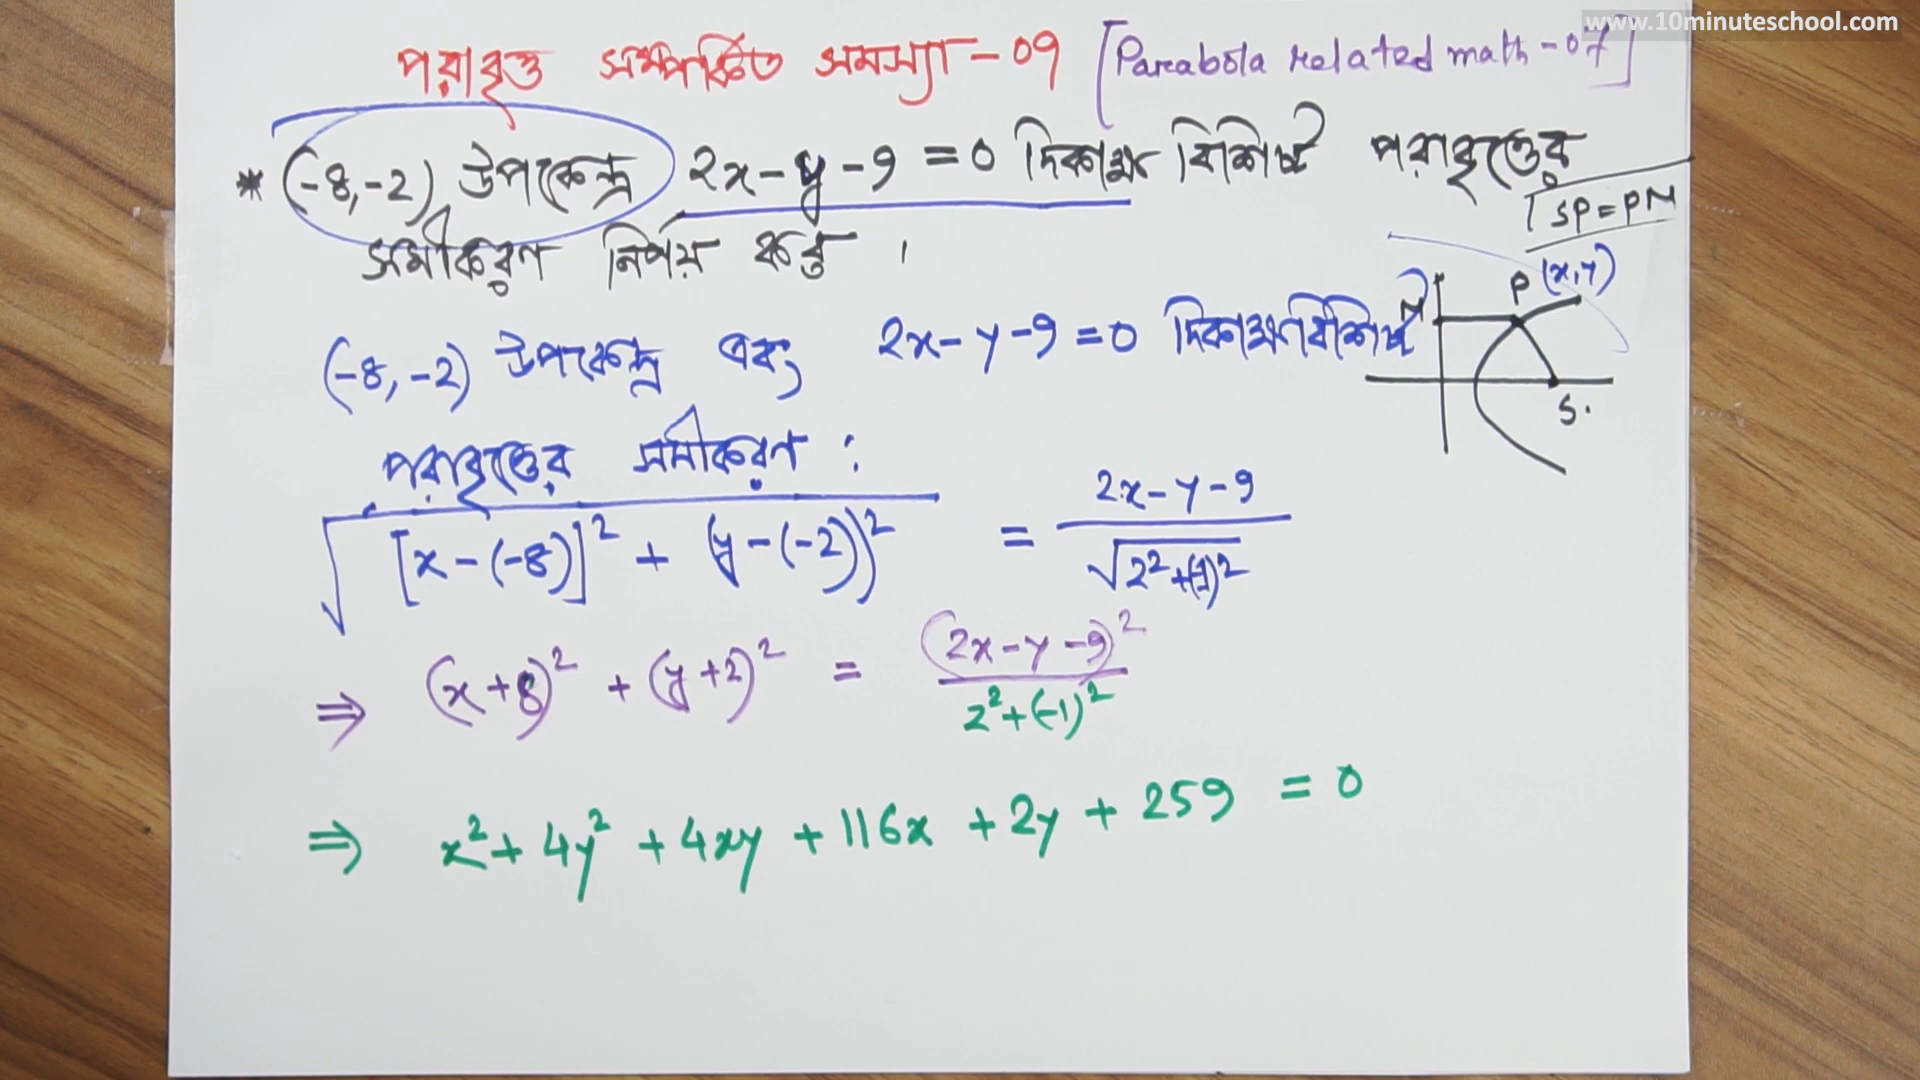 www.10minuteschool.com
পরাবৃত্ত সম্পর্কিত সমস্যা - ০৭ [Parabola related math - 07]
* (-8, -2) উপকেন্দ্র 2x - y - 9 = 0 দিকাক্ষ বিশিষ্ট পরাবৃত্তের
সমীকরণ নির্ণয় কর ।
SP = PM
P (x, y)
M
S.
(-8, -2) উপকেন্দ্র এবং 2x - y - 9 = 0 দিকাক্ষ বিশিষ্ট
পরাবৃত্তের সমীকরণ :
√[x - (-8)]² + (y - (-2))² = 2x - y - 9 / √2² + (-1)²
⇒ (x + 8)² + (y + 2)² = (2x - y - 9)² / 2² + (-1)²
⇒ x² + 4y² + 4xy + 116x + 2y + 259 = 0